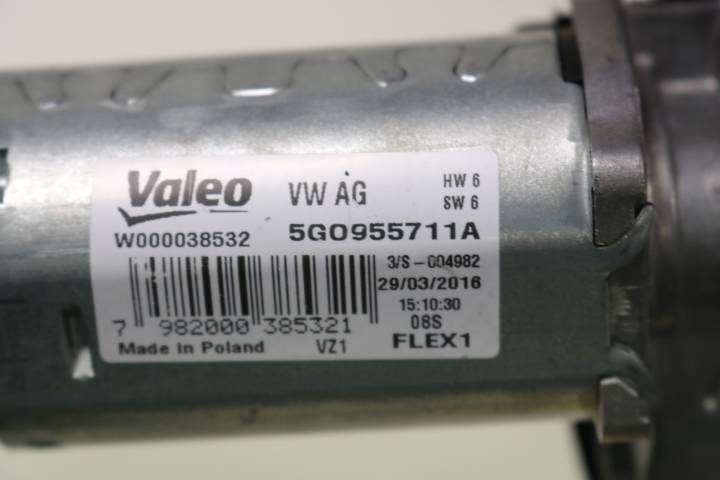 Valeo VW AG HW 6
SW 6
W000038532 5G0955711A
3/S-004982
29/03/2016
15:10:30
7 982000 385321 08S
Made in Poland VZ1 FLEX1